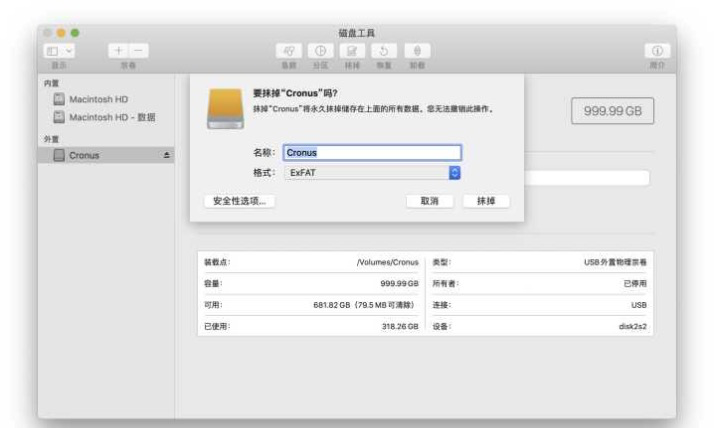 磁盘工具
显示
宗卷
急救
分区
抹掉
恢复
卸载
简介
内置
Macintosh HD
Macintosh HD - 数据
外置
Cronus
要抹掉“Cronus”吗?
抹掉“Cronus”将永久抹掉储存在上面的所有数据。您无法撤销此操作。
999.99 GB
名称: Cronus
格式: ExFAT
安全性选项...
取消
抹掉
装载点: /Volumes/Cronus 类型: USB 外置物理宗卷
容量: 999.99 GB 所有者: 已停用
可用: 681.82 GB(79.5 MB 可清除) 连接: USB
已使用: 318.26 GB 设备: disk2s2